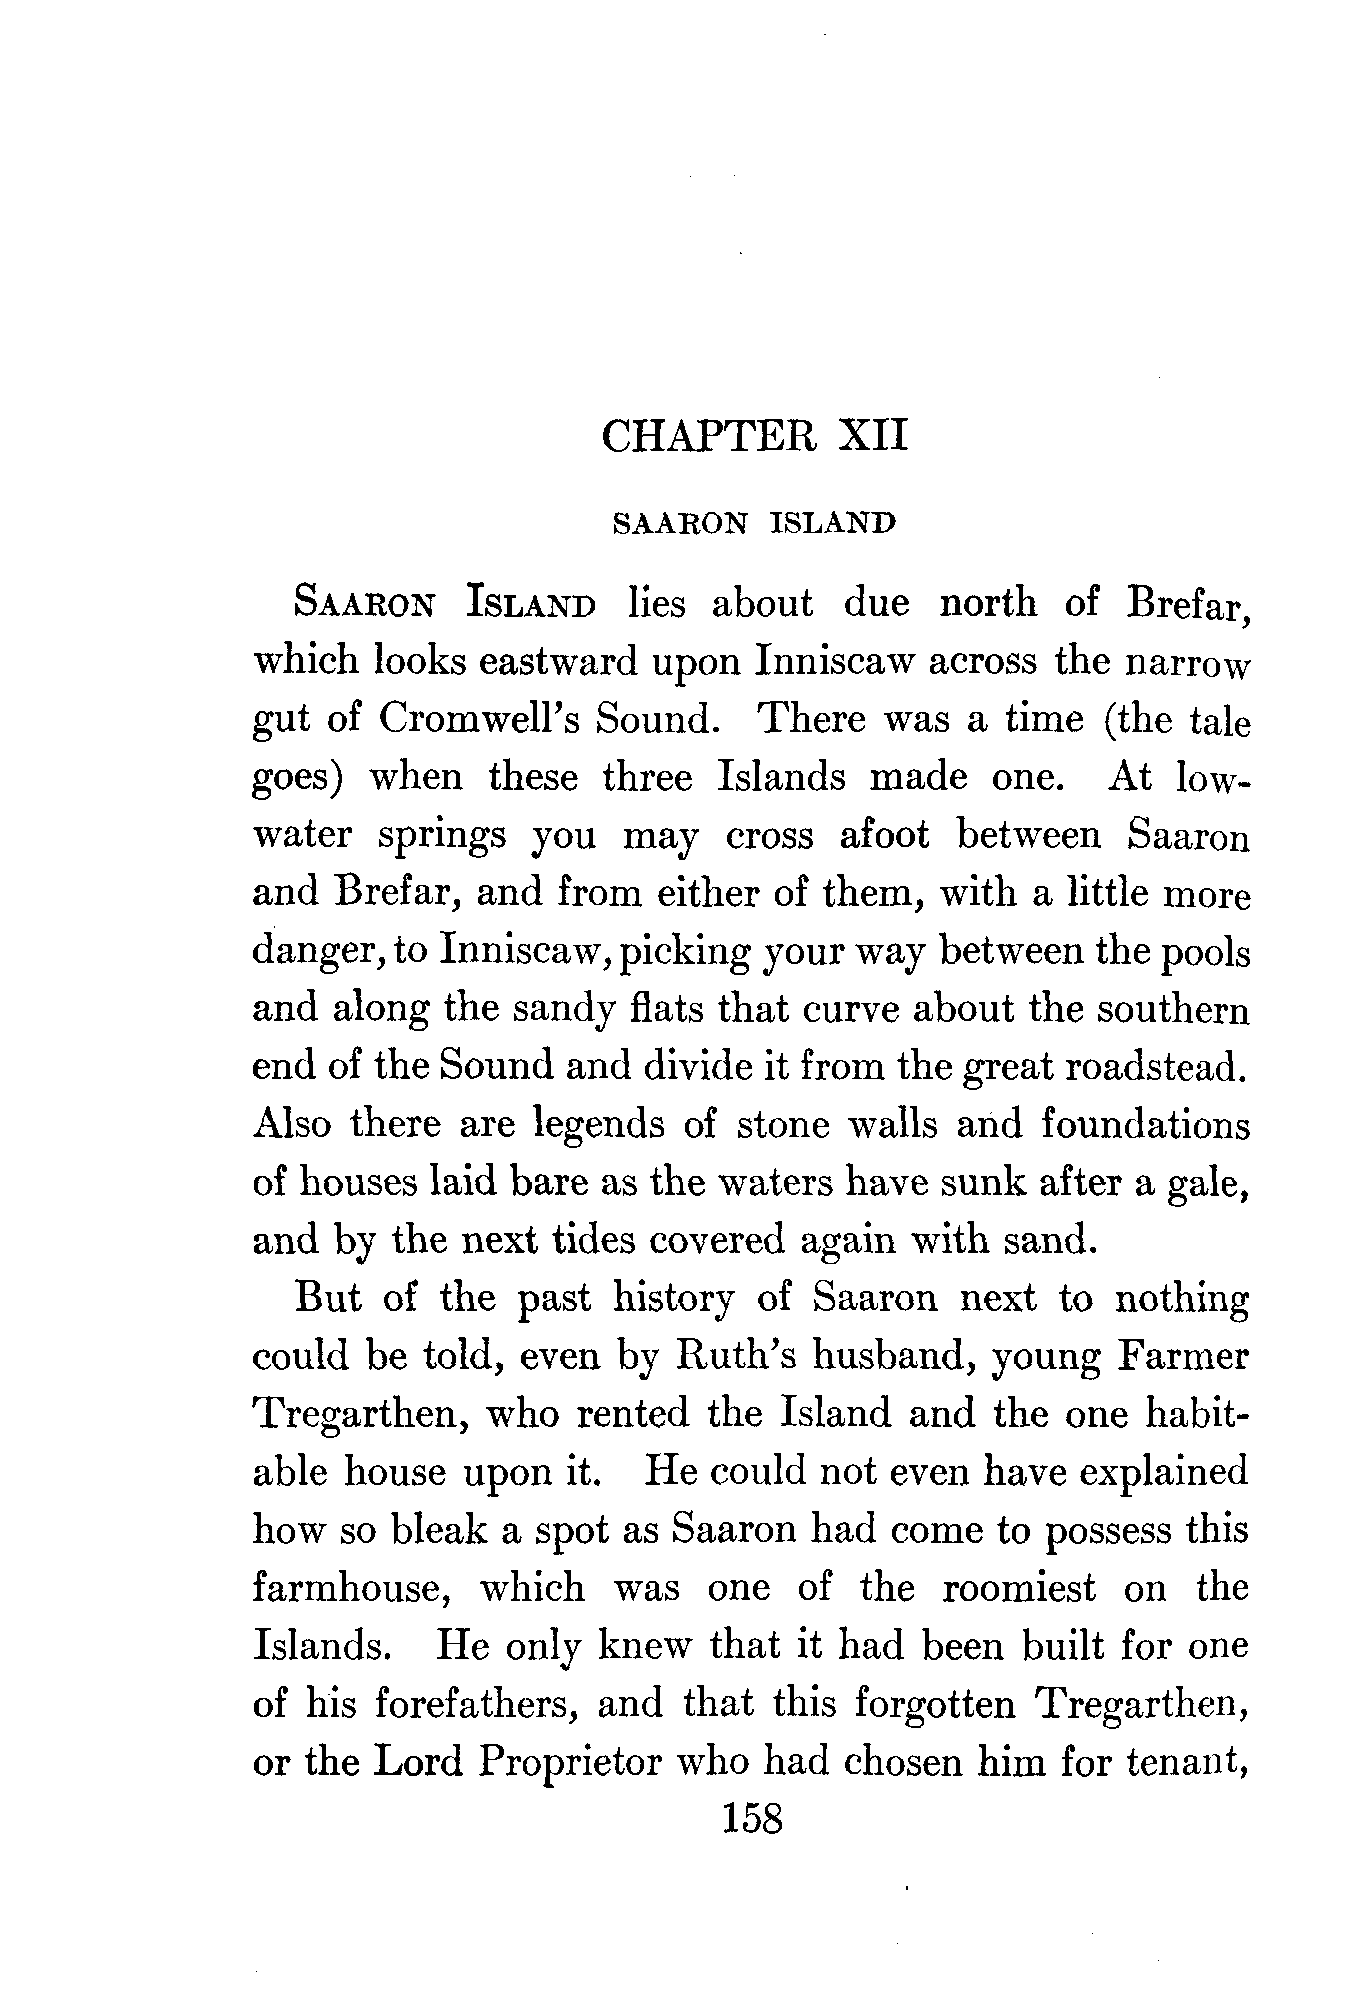 CHAPTER XII
SAARON ISLAND
SAARON ISLAND lies about due north of Brefar,
which looks eastward upon Inniscaw across the narrow
gut of Cromwell's Sound. There was a time (the tale
goes) when these three Islands made one. At low-
water springs you may cross afoot between Saaron
and Brefar, and from either of them, with a little more
danger, to Inniscaw, picking your way between the pools
and along the sandy flats that curve about the southern
end of the Sound and divide it from the great roadstead.
Also there are legends of stone walls and foundations
of houses laid bare as the waters have sunk after a gale,
and by the next tides covered again with sand.
But of the past history of Saaron next to nothing
could be told, even by Ruth's husband, young Farmer
Tregarthen, who rented the Island and the one habit-
able house upon it. He could not even have explained
how so bleak a spot as Saaron had come to possess this
farmhouse, which was one of the roomiest on the
Islands. He only knew that it had been built for one
of his forefathers, and that this forgotten Tregarthen,
or the Lord Proprietor who had chosen him for tenant,
158